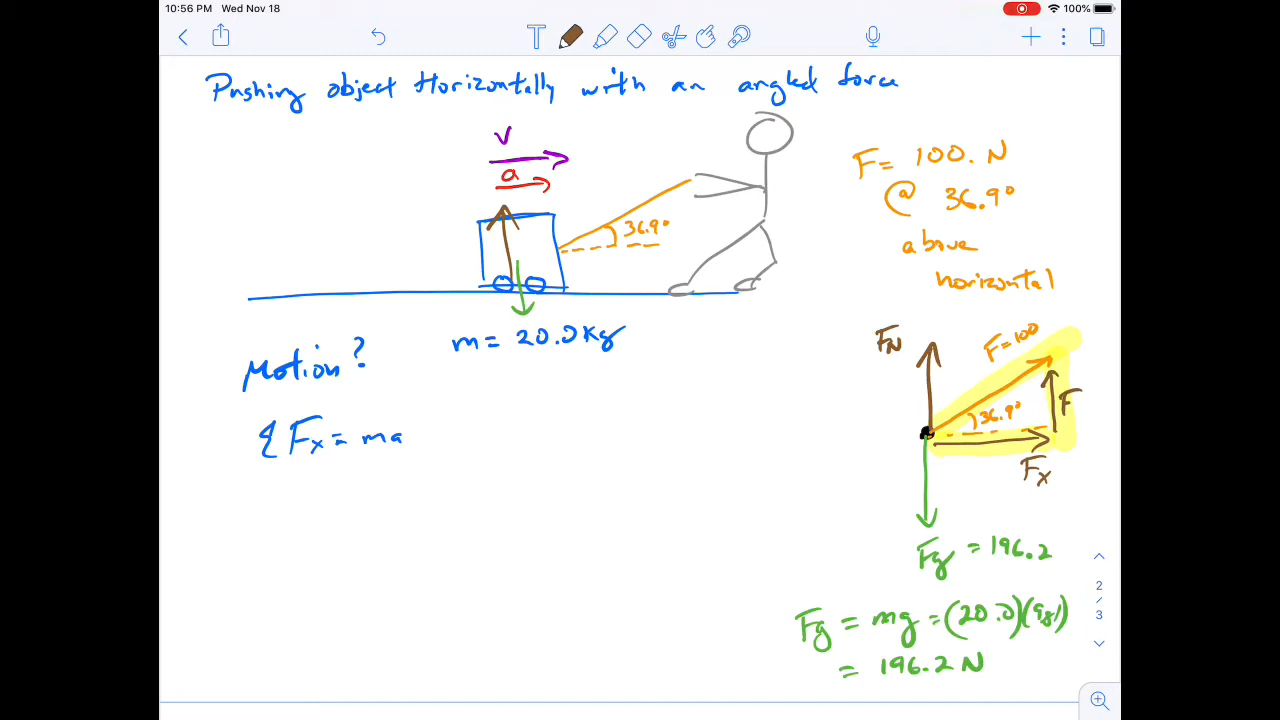 10:56 PM Wed Nov 18
100%
T
Pushing object Horizontally with an angled force
v
a
36.9°
F = 100. N
@ 36.9°
above
horizontal
m = 20.0 Kg
Motion?
Σ Fx = ma
FN
F=100
36.9°
F
Fx
Fg = 196.2
Fg = mg = (20.0)(9.81)
= 196.2 N
2
/
3